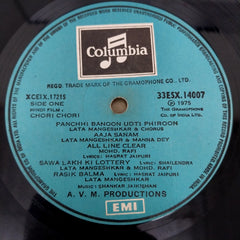 Columbia
REGD. TRADE MARK OF THE GRAMOPHONE CO., LTD.
XCEIX.17215
33ESX.14007
SIDE ONE
℗ 1975
HINDI FILM :
THE GRAMOPHONE
CHORI CHORI
CO. OF INDIA LTD.
PANCHHI BANOON UDTI PHIROON
LATA MANGESHKAR & CHORUS
AAJA SANAM
LATA MANGESHKAR & MANNA DEY
ALL LINE CLEAR
MOHD. RAFI
LYRIC: HASRAT JAIPURI
SAWA LAKH KI LOTTERY
LYRIC: SHAILENDRA
LATA MANGESHKAR & MOHD. RAFI
RASIK BALMA
LYRIC: HASRAT JAIPURI
LATA MANGESHKAR
MUSIC: SHANKAR JAIKISHAN
A. V. M. PRODUCTIONS
EMI